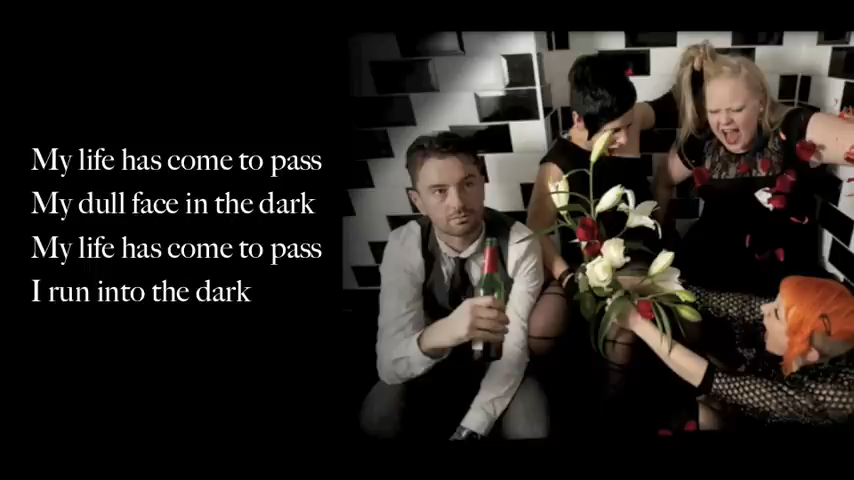 My life has come to pass
My dull face in the dark
My life has come to pass
I run into the dark